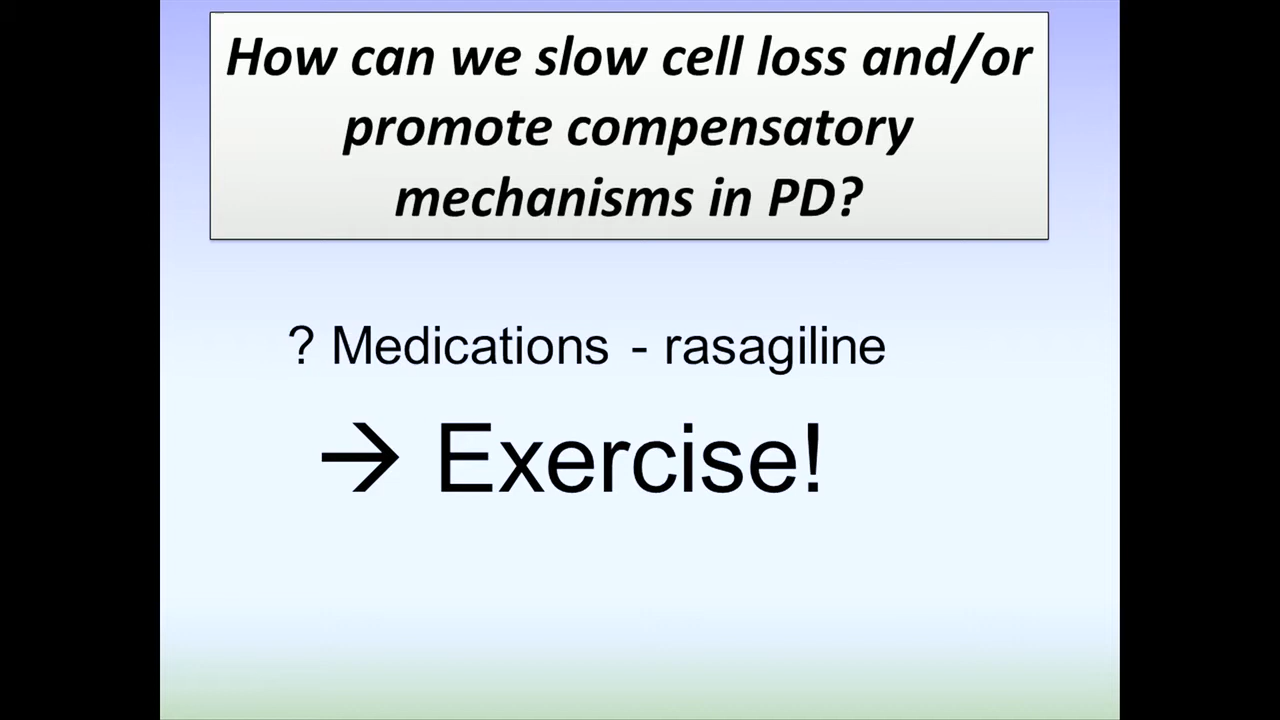 How can we slow cell loss and/or
promote compensatory
mechanisms in PD?
? Medications - rasagiline
→ Exercise!